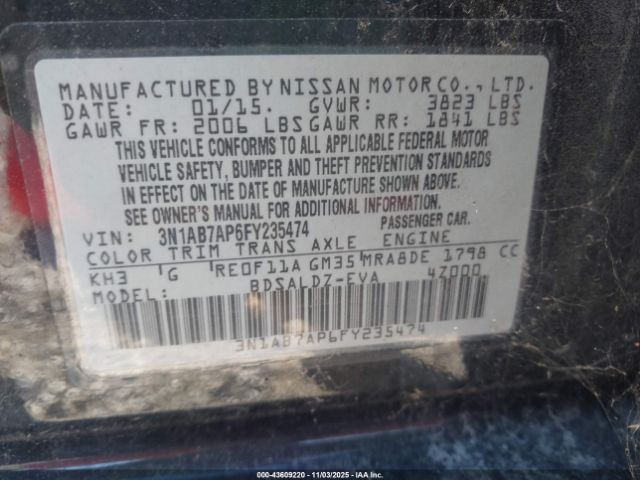 MANUFACTURED BY NISSAN MOTOR CO., LTD.
DATE: 01/15. GVWR: 3823 LBS
GAWR FR: 2006 LBS GAWR RR: 1841 LBS
THIS VEHICLE CONFORMS TO ALL APPLICABLE FEDERAL MOTOR
VEHICLE SAFETY, BUMPER AND THEFT PREVENTION STANDARDS
IN EFFECT ON THE DATE OF MANUFACTURE SHOWN ABOVE.
SEE OWNER'S MANUAL FOR ADDITIONAL INFORMATION.
VIN: 3N1AB7AP6FY235474 PASSENGER CAR.
COLOR TRIM TRANS AXLE ENGINE
KH3 G RE0F11A GM35 MRA8DE 1798 CC
MODEL: BDSALDZ-EVA 4Z000
3N1AB7AP6FY235474
00-43609220 | 11/03/2025 - IAA, Inc.